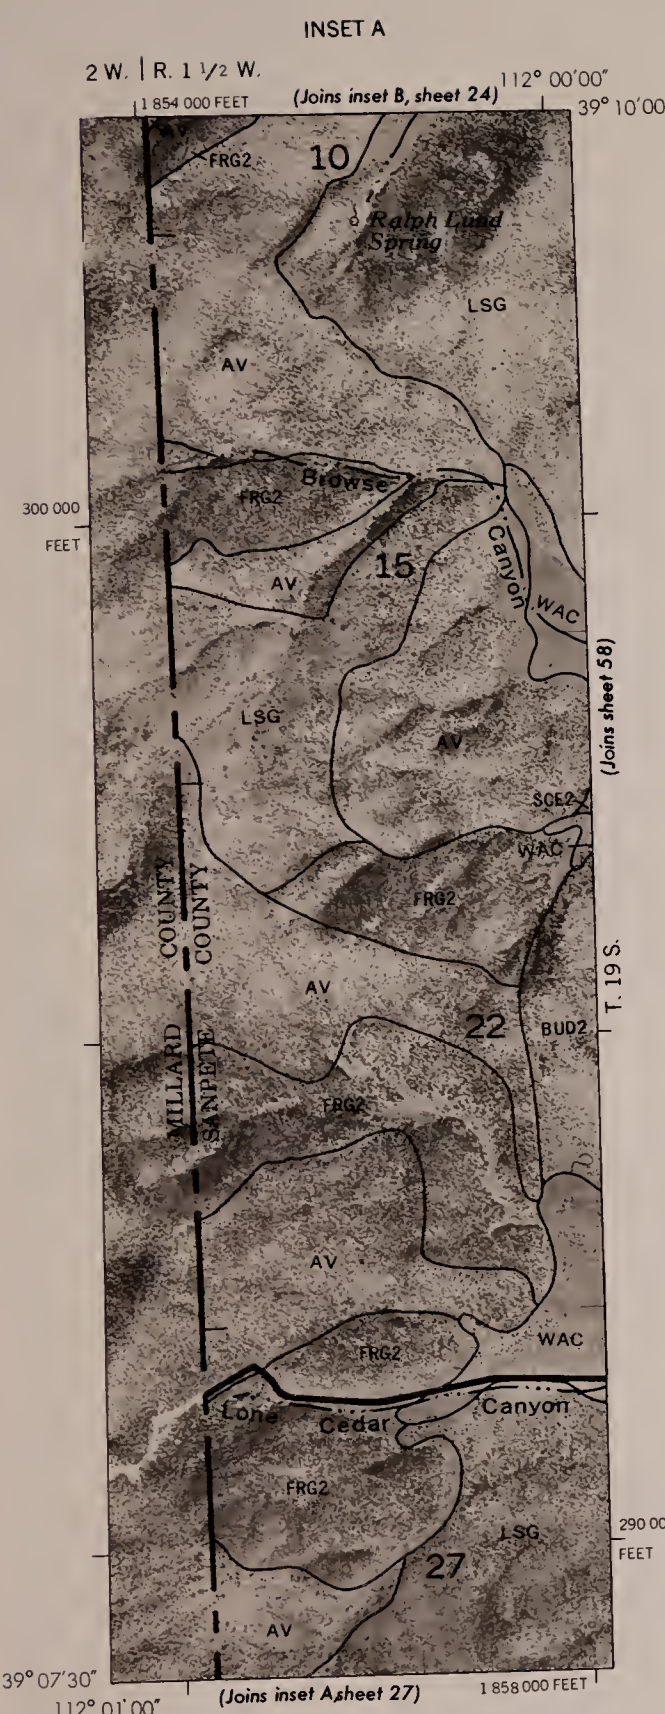 INSET A
2 W. | R. 1 1/2 W.
1 854 000 FEET
(Joins inset B, sheet 24)
112° 00'00"
39° 10'00
AV
FRG2
10
Ralph Lund
Spring
LSG
AV
Browse
FRG2
300 000
FEET
15
Canyon
AV
WAC
(Joins sheet 58)
LSG
AV
SCE2
WAC
FRG2
MILLARD COUNTY
SANPETE COUNTY
T. 19 S.
AV
22
BUD2
FRG2
AV
FRG2
WAC
Lone Cedar Canyon
FRG2
LSG
290 00
FEET
27
AV
39° 07'30"
112° 01'00"
(Joins inset A, sheet 27)
1 858 000 FEET